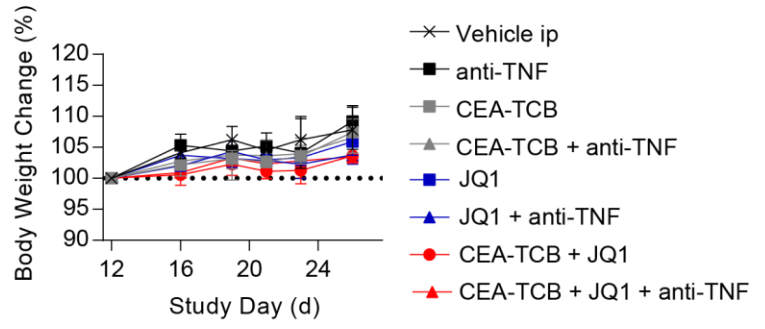 Body Weight Change (%)
120
115
110
105
100
95
90
12
16
20
24
Study Day (d)
Vehicle ip
anti-TNF
CEA-TCB
CEA-TCB + anti-TNF
JQ1
JQ1 + anti-TNF
CEA-TCB + JQ1
CEA-TCB + JQ1 + anti-TNF